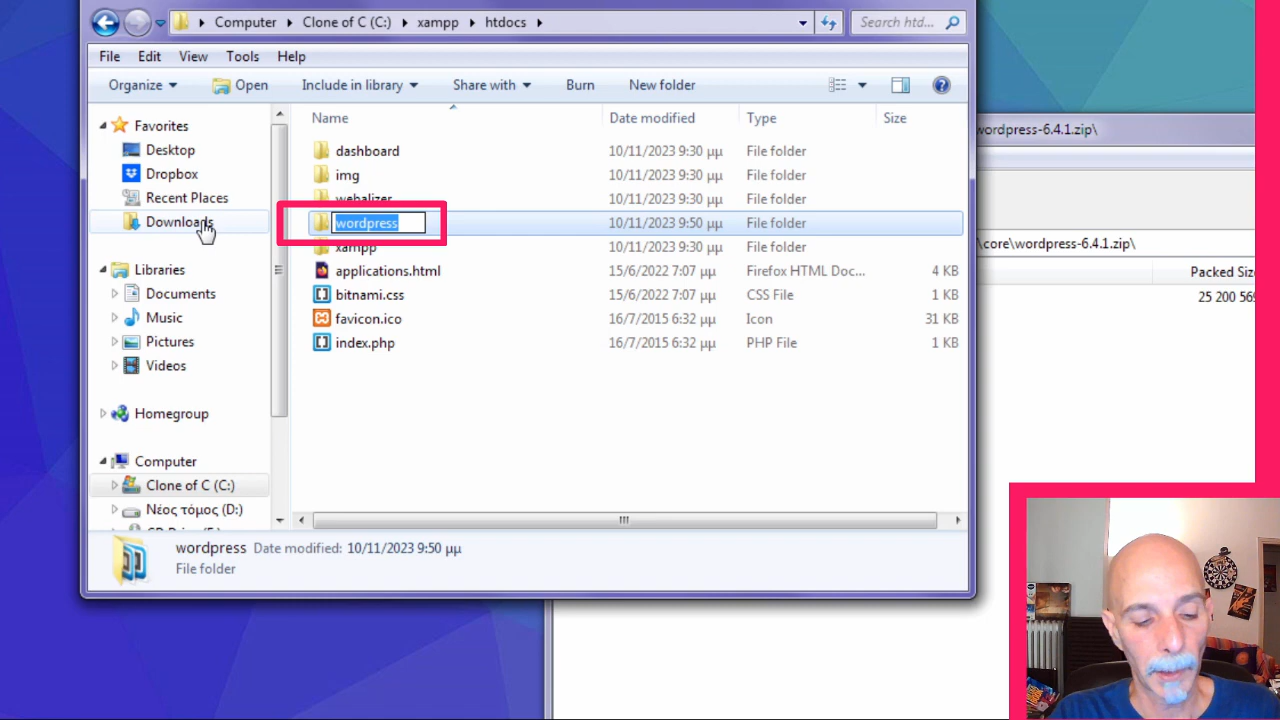 Computer Clone of C (C:) xampp htdocs
Search htd...
File Edit View Tools Help
Organize Open Include in library Share with Burn New folder
Favorites
Desktop
Dropbox
Recent Places
Downloads
Libraries
Documents
Music
Pictures
Videos
Homegroup
Computer
Clone of C (C:)
Νέος τόμος (D:)
Name Date modified Type Size
dashboard 10/11/2023 9:30 μμ File folder
img 10/11/2023 9:30 μμ File folder
webalizer 10/11/2023 9:30 μμ File folder
wordpress 10/11/2023 9:50 μμ File folder
xampp 10/11/2023 9:30 μμ File folder
applications.html 15/6/2022 7:07 μμ Firefox HTML Doc... 4 KB
bitnami.css 15/6/2022 7:07 μμ CSS File 1 KB
favicon.ico 16/7/2015 6:32 μμ Icon 31 KB
index.php 16/7/2015 6:32 μμ PHP File 1 KB
wordpress Date modified: 10/11/2023 9:50 μμ
File folder
wordpress-6.4.1.zip\
\core\wordpress-6.4.1.zip\
Packed Siz
25 200 569